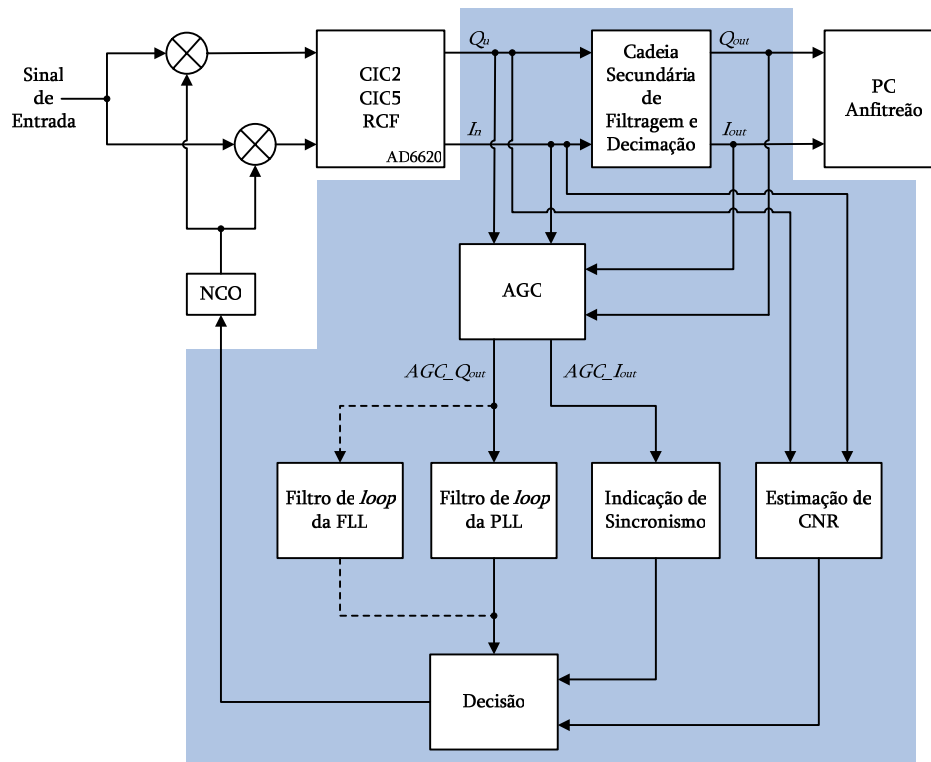 Sinal
de
Entrada
CIC2
CIC5
RCF
AD6620
Qn
In
Cadeia
Secundária
de
Filtragem e
Decimação
Qout
Iout
PC
Anfitreão
NCO
AGC
AGC_Qout
AGC_Iout
Filtro de loop
da FLL
Filtro de loop
da PLL
Indicação de
Sincronismo
Estimação de
CNR
Decisão